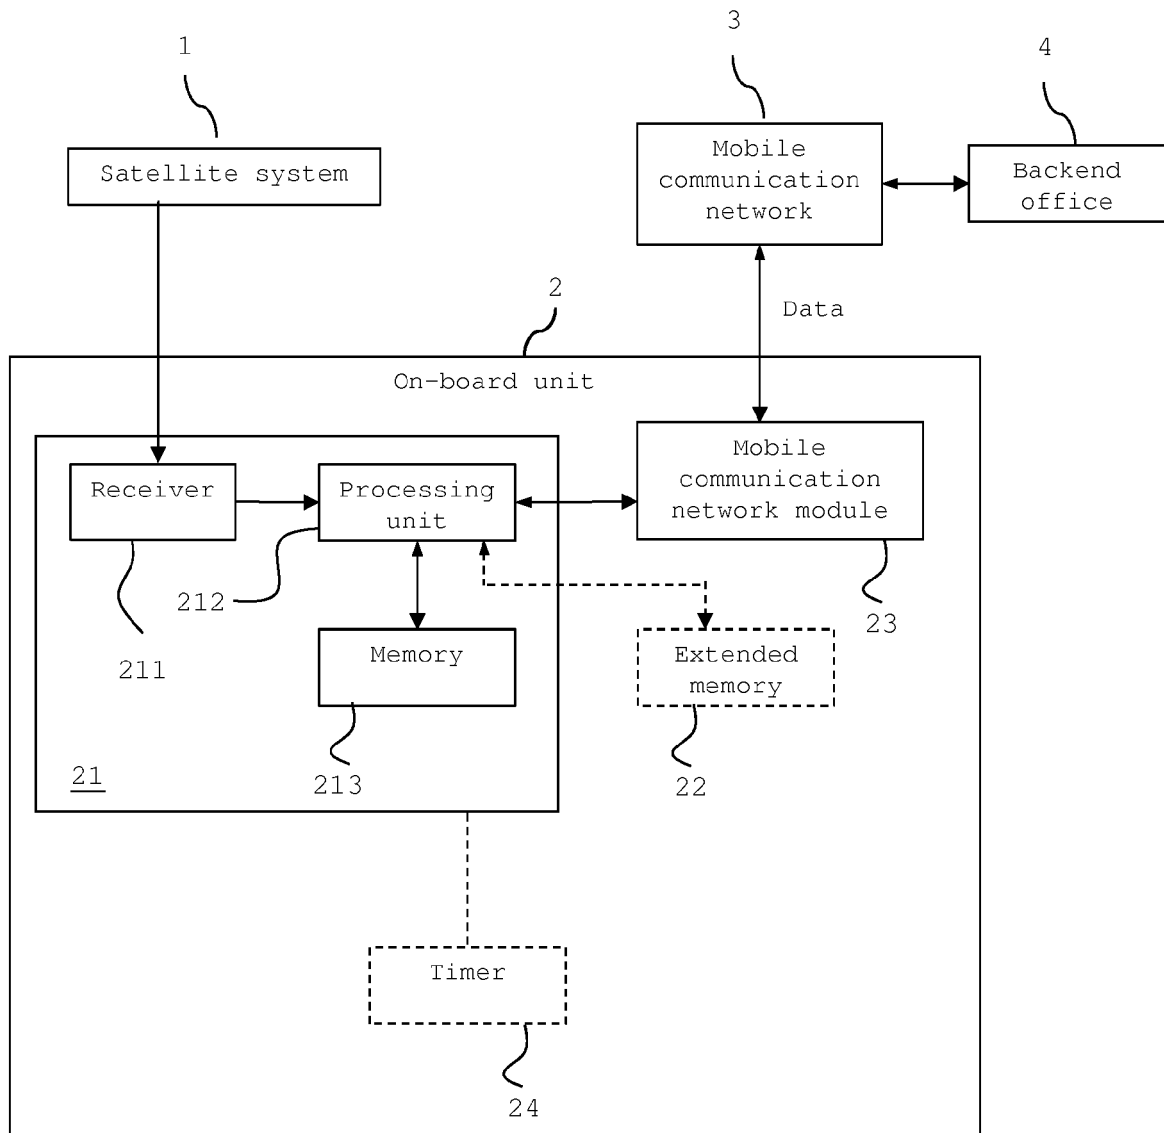 1
3
4
Satellite system
Mobile
communication
network
Backend
office
2
Data
On-board unit
Receiver
Processing
unit
Mobile
communication
network module
212
23
211
Memory
Extended
memory
21
213
22
Timer
24